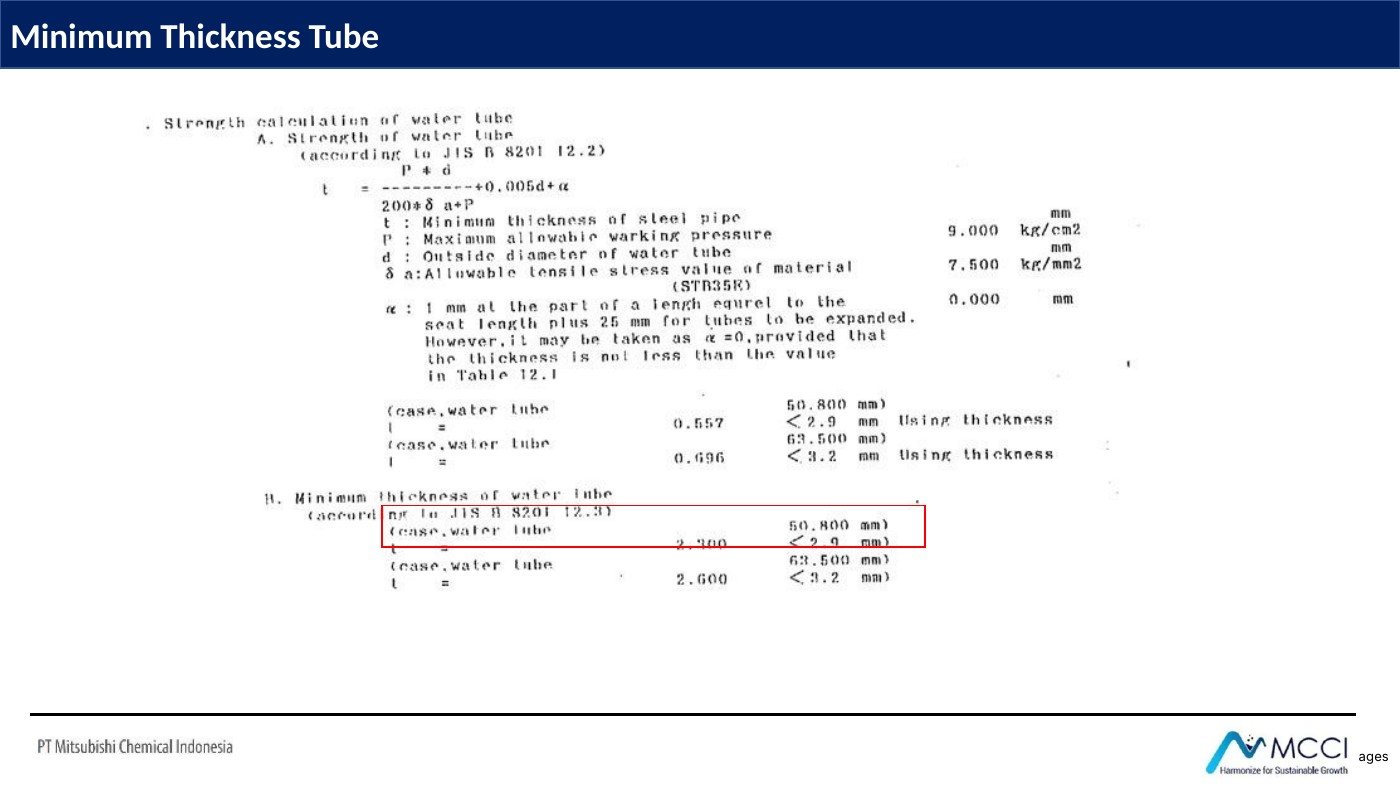 Minimum Thickness Tube
. Strength calculation of water tube
A. Strength of water tube
(according to JIS B 8201 12.2)
P * d
t = ---------+0.005d+α
200*δ a+P
t : Minimum thickness of steel pipe mm
P : Maximum allowable warking pressure 9.000 kg/cm2
d : Outside diameter of water tube mm
δ a:Allowable tensile stress value of material 7.500 kg/mm2
(STB35E)
α : 1 mm at the part of a lengh equrel to the 0.000 mm
seat length plus 25 mm for tubes to be expanded.
However,it may be taken as α =0,provided that
the thickness is not less than the value
in Table 12.1
(case,water tube 50.800 mm)
t = 0.557 < 2.9 mm Using thickness
(case,water tube 63.500 mm)
t = 0.696 < 3.2 mm Using thickness
B. Minimum thickness of water tube
(according to JIS B 8201 12.3)
(case,water tube 50.800 mm)
t = 2.300 < 2.9 mm)
(case,water tube 63.500 mm)
t = 2.600 < 3.2 mm)
PT Mitsubishi Chemical Indonesia
MCCI
Harmonize for Sustainable Growth
ages